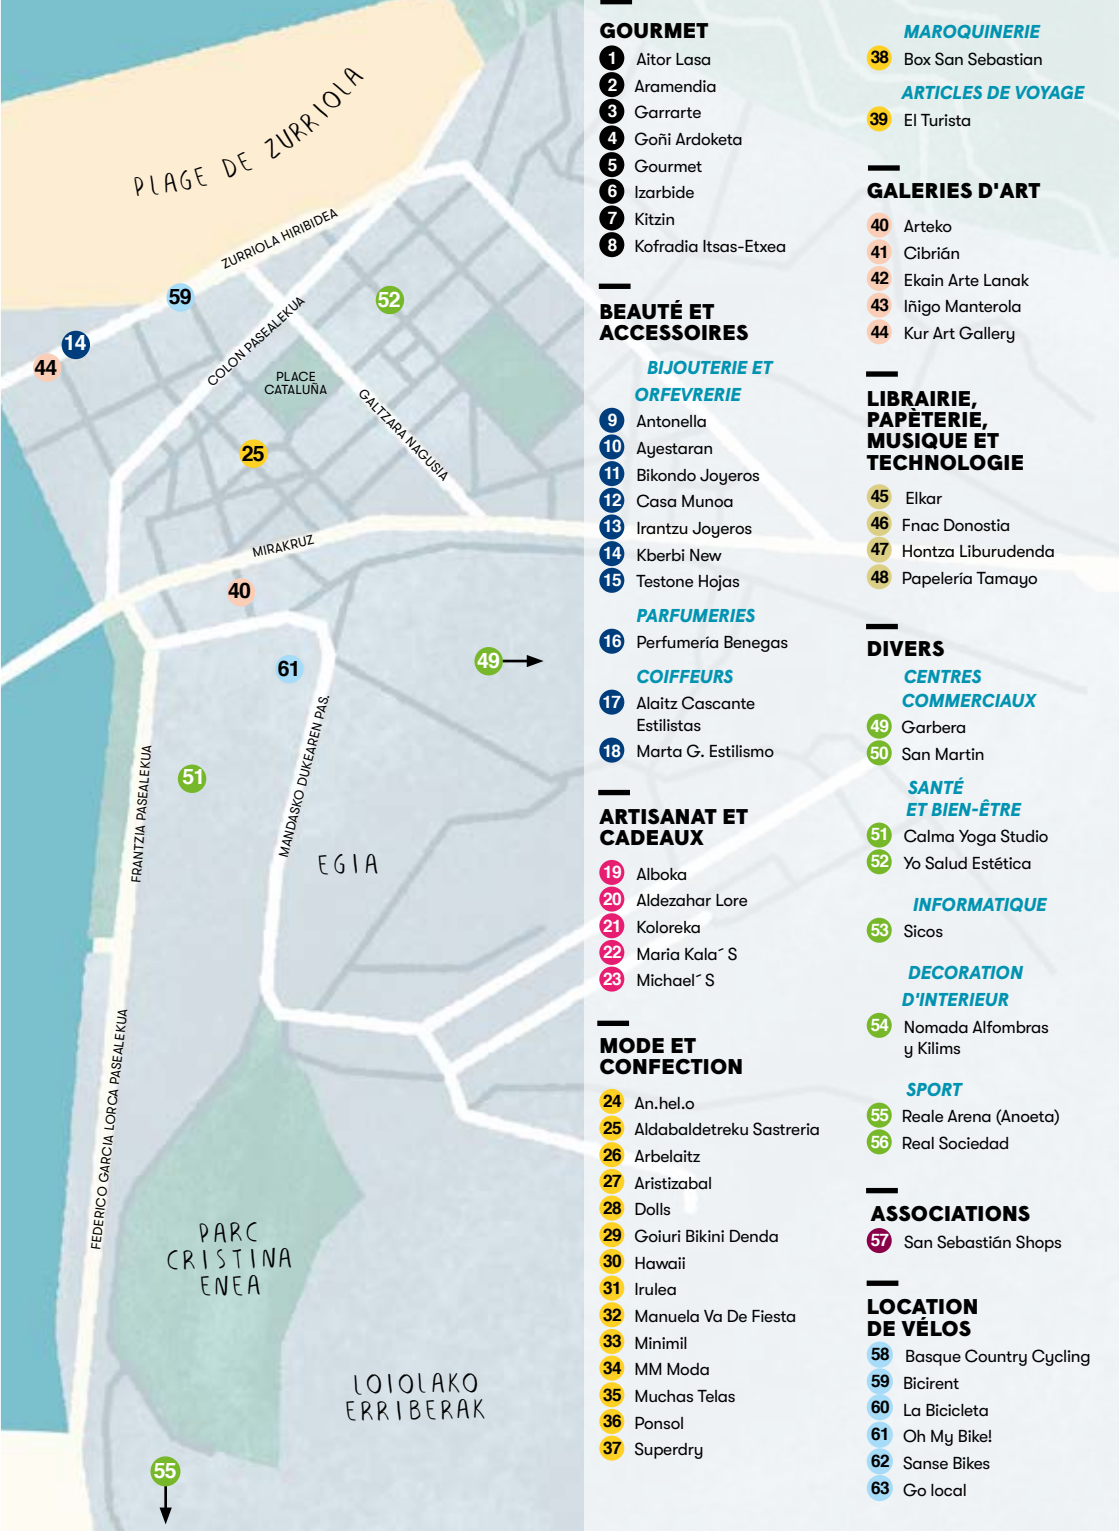 PLAGE DE ZURRIOLA
ZURRIOLA HIRIBIDEA
59
52
14
44
COLON PASEALEKUA
PLACE
CATALUÑA
GALTZARA NAGUSIA
25
MIRAKRUZ
40
49
61
MANDASKO DUKEAREN PAS.
FRANTZIA PASEALEKUA
51
EGIA
FEDERICO GARCIA LORCA PASEALEKUA
PARC
CRISTINA
ENEA
LOIOLAKO
ERRIBERAK
55
GOURMET
1 Aitor Lasa
2 Aramendia
3 Garrarte
4 Goñi Ardoketa
5 Gourmet
6 Izarbide
7 Kitzin
8 Kofradia Itsas-Etxea
BEAUTÉ ET
ACCESSOIRES
BIJOUTERIE ET
ORFEVRERIE
9 Antonella
10 Ayestaran
11 Bikondo Joyeros
12 Casa Munoa
13 Irantzu Joyeros
14 Kberbi New
15 Testone Hojas
PARFUMERIES
16 Perfumería Benegas
COIFFEURS
17 Alaitz Cascante
Estilistas
18 Marta G. Estilismo
ARTISANAT ET
CADEAUX
19 Alboka
20 Aldezahar Lore
21 Koloreka
22 Maria Kala´ S
23 Michael´ S
MODE ET
CONFECTION
24 An.hel.o
25 Aldabaldetreku Sastreria
26 Arbelaitz
27 Aristizabal
28 Dolls
29 Goiuri Bikini Denda
30 Hawaii
31 Irulea
32 Manuela Va De Fiesta
33 Minimil
34 MM Moda
35 Muchas Telas
36 Ponsol
37 Superdry
MAROQUINERIE
38 Box San Sebastian
ARTICLES DE VOYAGE
39 El Turista
GALERIES D'ART
40 Arteko
41 Cibrián
42 Ekain Arte Lanak
43 Iñigo Manterola
44 Kur Art Gallery
LIBRAIRIE,
PAPÈTERIE,
MUSIQUE ET
TECHNOLOGIE
45 Elkar
46 Fnac Donostia
47 Hontza Liburudenda
48 Papelería Tamayo
DIVERS
CENTRES
COMMERCIAUX
49 Garbera
50 San Martin
SANTÉ
ET BIEN-ÊTRE
51 Calma Yoga Studio
52 Yo Salud Estética
INFORMATIQUE
53 Sicos
DECORATION
D'INTERIEUR
54 Nomada Alfombras
y Kilims
SPORT
55 Reale Arena (Anoeta)
56 Real Sociedad
ASSOCIATIONS
57 San Sebastián Shops
LOCATION
DE VÉLOS
58 Basque Country Cycling
59 Bicirent
60 La Bicicleta
61 Oh My Bike!
62 Sanse Bikes
63 Go local